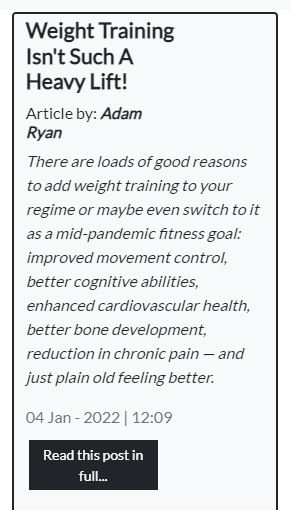 Weight Training
Isn't Such A
Heavy Lift!
Article by: Adam
Ryan
There are loads of good reasons
to add weight training to your
regime or maybe even switch to it
as a mid-pandemic fitness goal:
improved movement control,
better cognitive abilities,
enhanced cardiovascular health,
better bone development,
reduction in chronic pain — and
just plain old feeling better.
04 Jan - 2022 | 12:09
Read this post in
full...